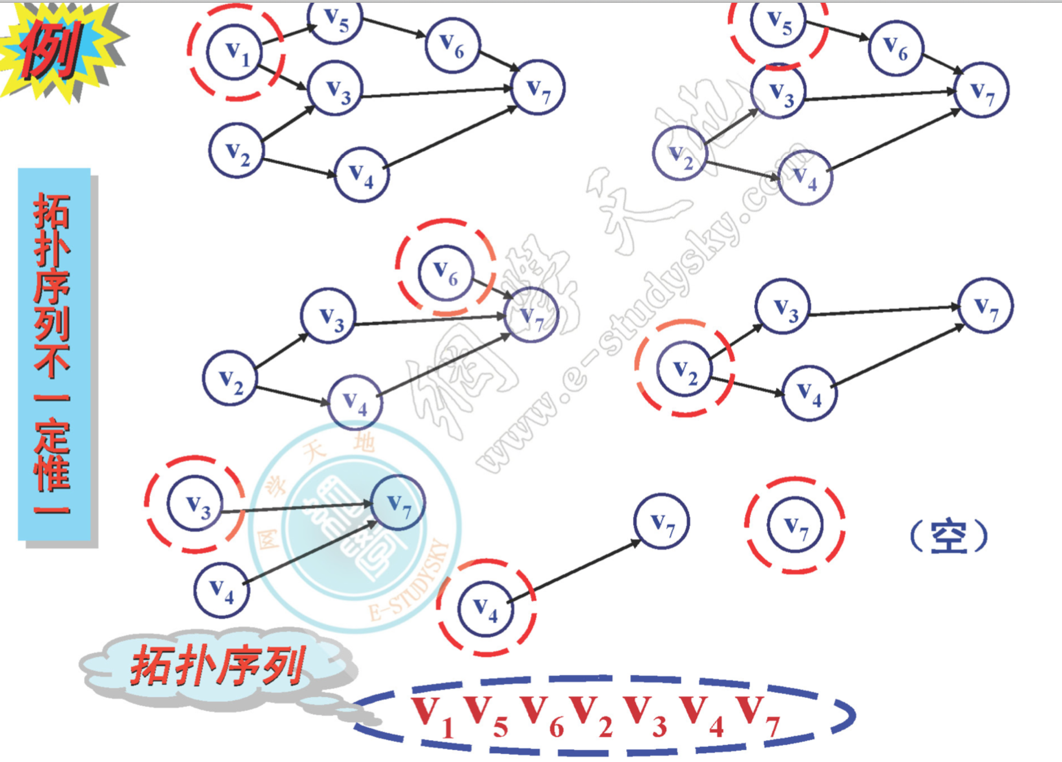 例
拓扑序列不一定惟一
v1 v5 v6 v3 v7 v2 v4
v5 v6 v3 v7 v2 v4
v6 v3 v7 v2 v4
v3 v7 v2 v4
v3 v7 v4
v7 v4
v7
(空)
拓扑序列
v1 v5 v6 v2 v3 v4 v7
網學天地
www.e-studysky.com
网学天地
E-STUDYSKY